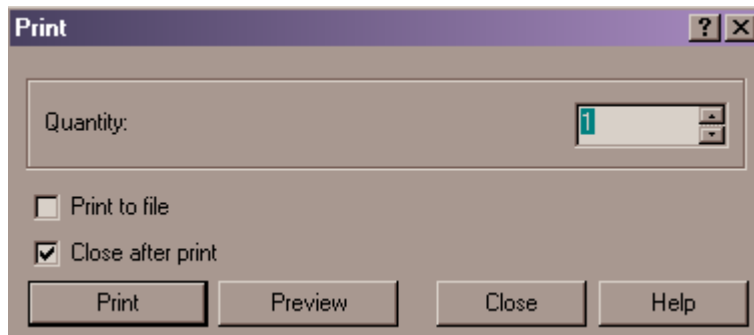 Print
Quantity: 1
Print to file
Close after print
Print Preview Close Help